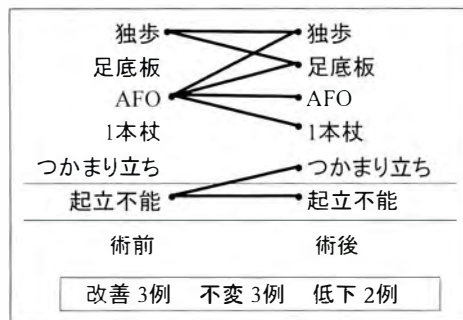 独歩 独歩
足底板 足底板
AFO AFO
1本杖 1本杖
つかまり立ち つかまり立ち
起立不能 起立不能
術前 術後
改善 3例 不変 3例 低下 2例